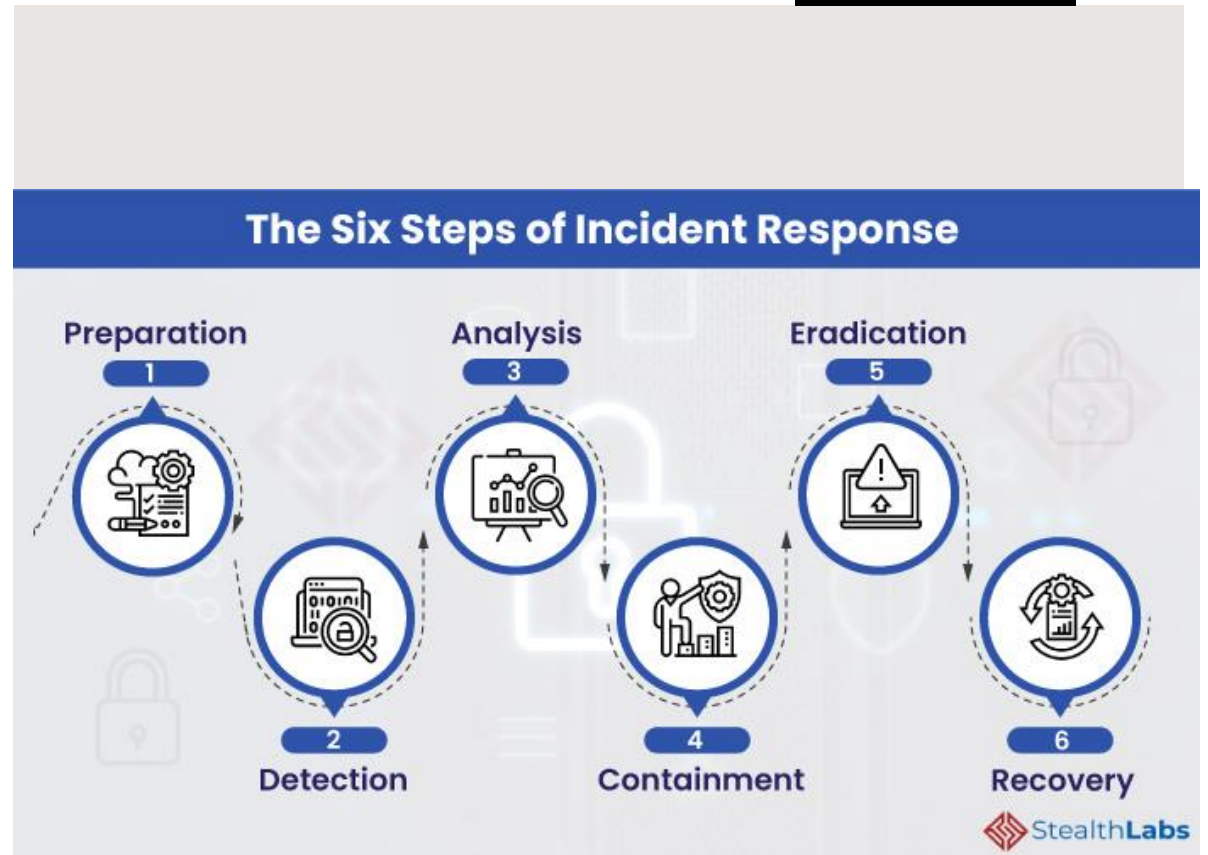 The Six Steps of Incident Response
Preparation
1
Analysis
3
Eradication
5
2
Detection
4
Containment
6
Recovery
StealthLabs